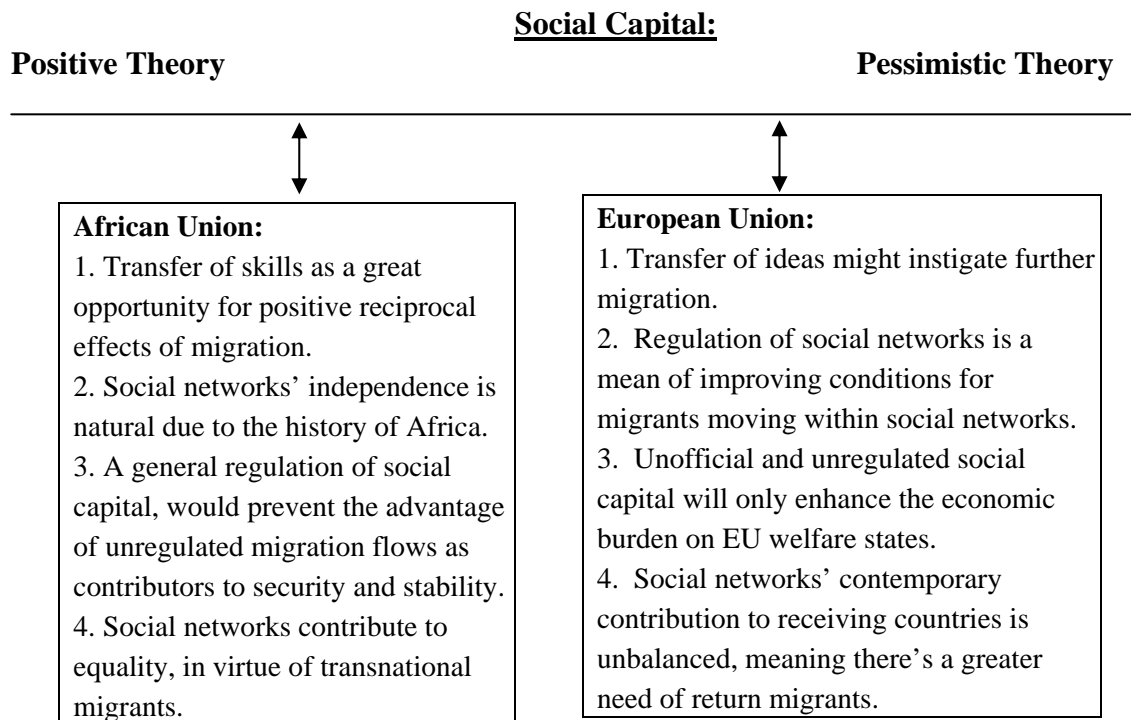 Social Capital:
Positive Theory Pessimistic Theory
African Union:
1. Transfer of skills as a great
opportunity for positive reciprocal
effects of migration.
2. Social networks’ independence is
natural due to the history of Africa.
3. A general regulation of social
capital, would prevent the advantage
of unregulated migration flows as
contributors to security and stability.
4. Social networks contribute to
equality, in virtue of transnational
migrants.
European Union:
1. Transfer of ideas might instigate further
migration.
2. Regulation of social networks is a
mean of improving conditions for
migrants moving within social networks.
3. Unofficial and unregulated social
capital will only enhance the economic
burden on EU welfare states.
4. Social networks’ contemporary
contribution to receiving countries is
unbalanced, meaning there’s a greater
need of return migrants.